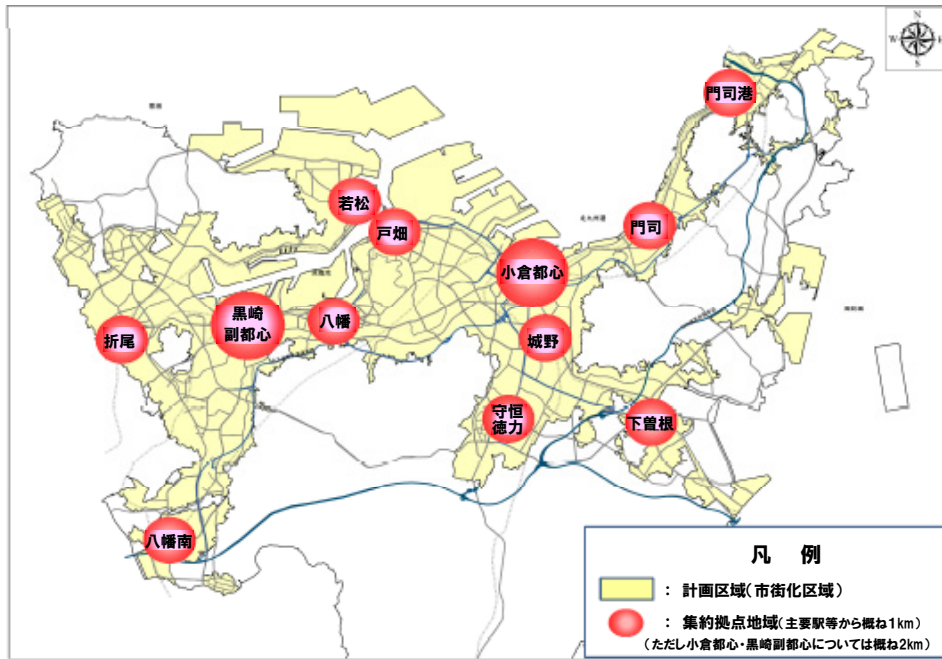 N
W
E
S
門司港
若松
戸畑
門司
小倉都心
黒崎
副都心
八幡
折尾
城野
守恒
徳力
下曽根
八幡南
凡 例
： 計画区域（市街化区域）
： 集約拠点地域（主要駅等から概ね1km）
（ただし小倉都心・黒崎副都心については概ね2km）